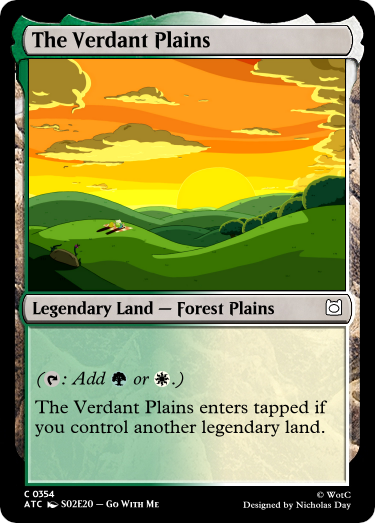 The Verdant Plains
Legendary Land — Forest Plains
(: Add or .)
The Verdant Plains enters tapped if
you control another legendary land.
C 0354
ATC S02E20 – Go With Me
© WotC
Designed by Nicholas Day